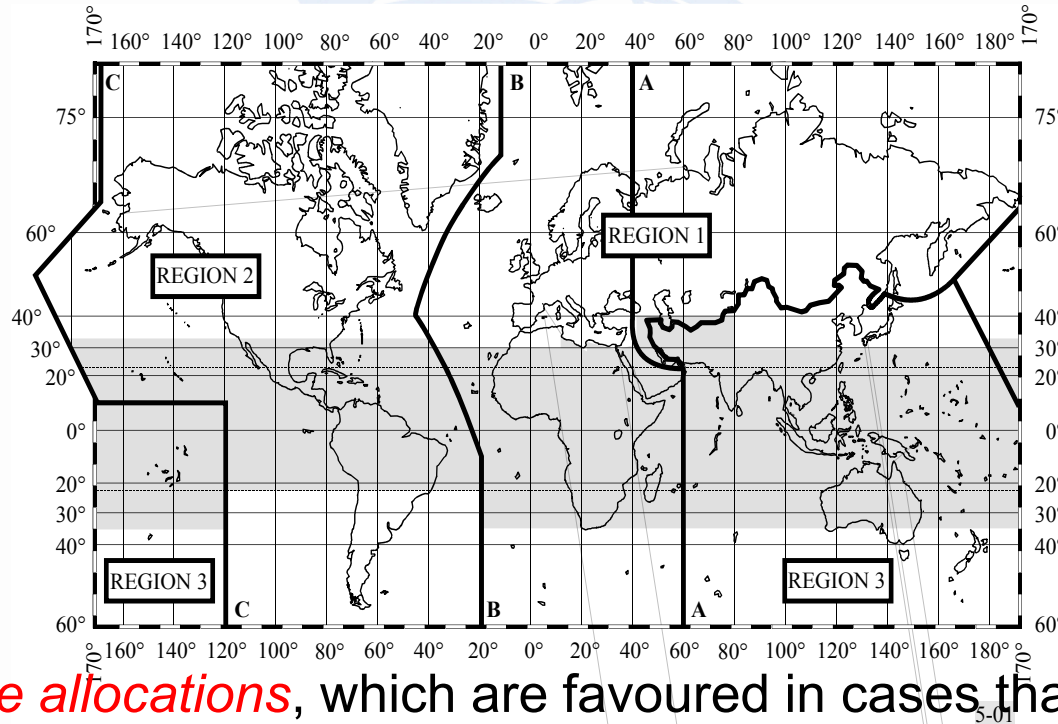 170° 160° 140° 120° 100° 80° 60° 40° 20° 0° 20° 40° 60° 80° 100° 120° 140° 160° 180° 170°
C B A
75° 75°
60° 60°
REGION 1
REGION 2
40° 40°
30° 30°
20° 20°
0° 0°
20° 20°
30° 30°
40° 40°
REGION 3 REGION 3
C B A
60° 60°
170° 160° 140° 120° 100° 80° 60° 40° 20° 0° 20° 40° 60° 80° 100° 120° 140° 160° 180° 170°
e allocations, which are favoured in cases tha
5-01